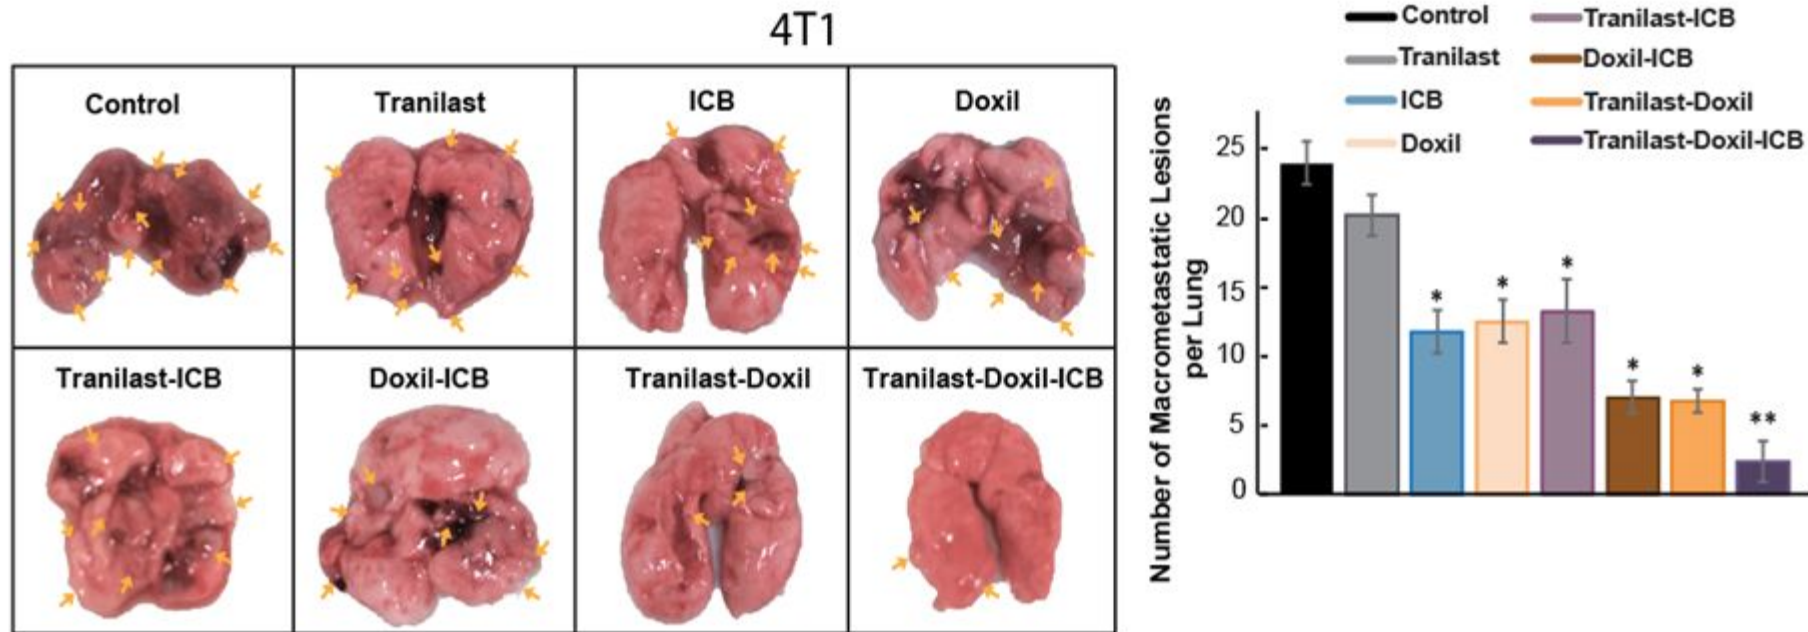 4T1
Control
Tranilast
ICB
Doxil
Tranilast-ICB
Doxil-ICB
Tranilast-Doxil
Tranilast-Doxil-ICB
Number of Macrometastatic Lesions
per Lung
Control
Tranilast
ICB
Doxil
Tranilast-ICB
Doxil-ICB
Tranilast-Doxil
Tranilast-Doxil-ICB
25
20
15
10
5
0
*
*
*
*
*
**